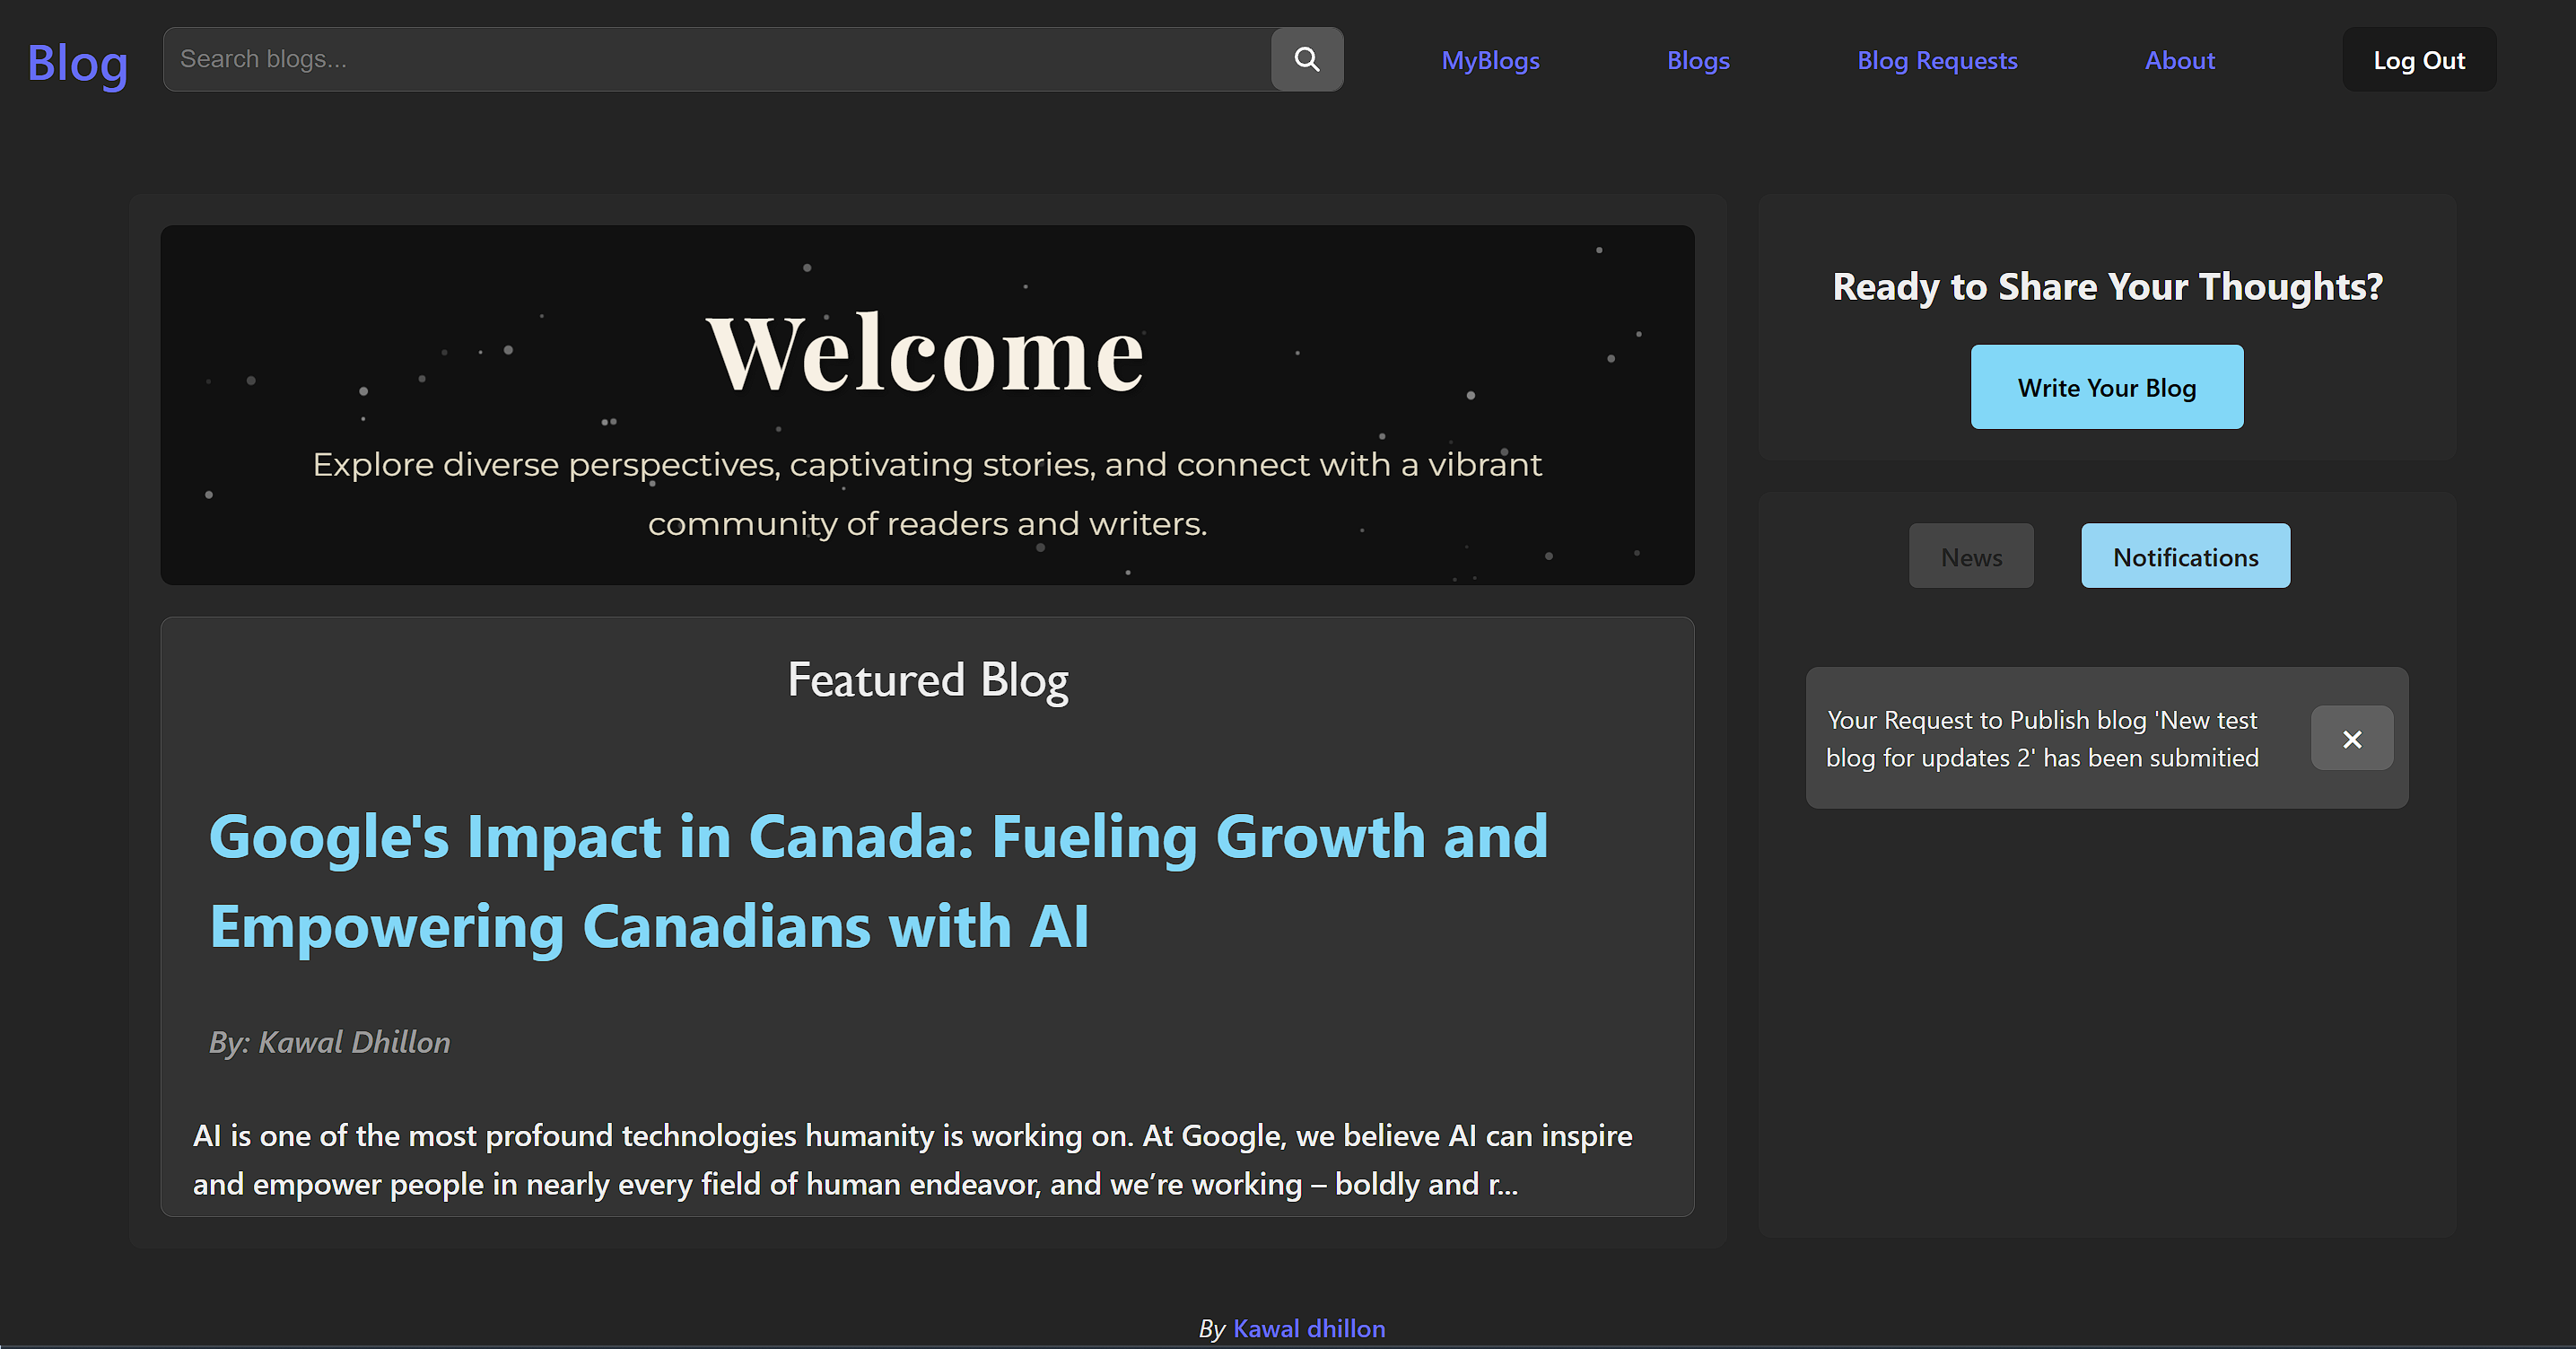 Blog
Search blogs...
MyBlogs
Blogs
Blog Requests
About
Log Out
Welcome
Explore diverse perspectives, captivating stories, and connect with a vibrant
community of readers and writers.
Featured Blog
Google's Impact in Canada: Fueling Growth and
Empowering Canadians with AI
By: Kawal Dhillon
AI is one of the most profound technologies humanity is working on. At Google, we believe AI can inspire
and empower people in nearly every field of human endeavor, and we’re working – boldly and r...
Ready to Share Your Thoughts?
Write Your Blog
News
Notifications
Your Request to Publish blog 'New test
blog for updates 2' has been submitied
By Kawal dhillon